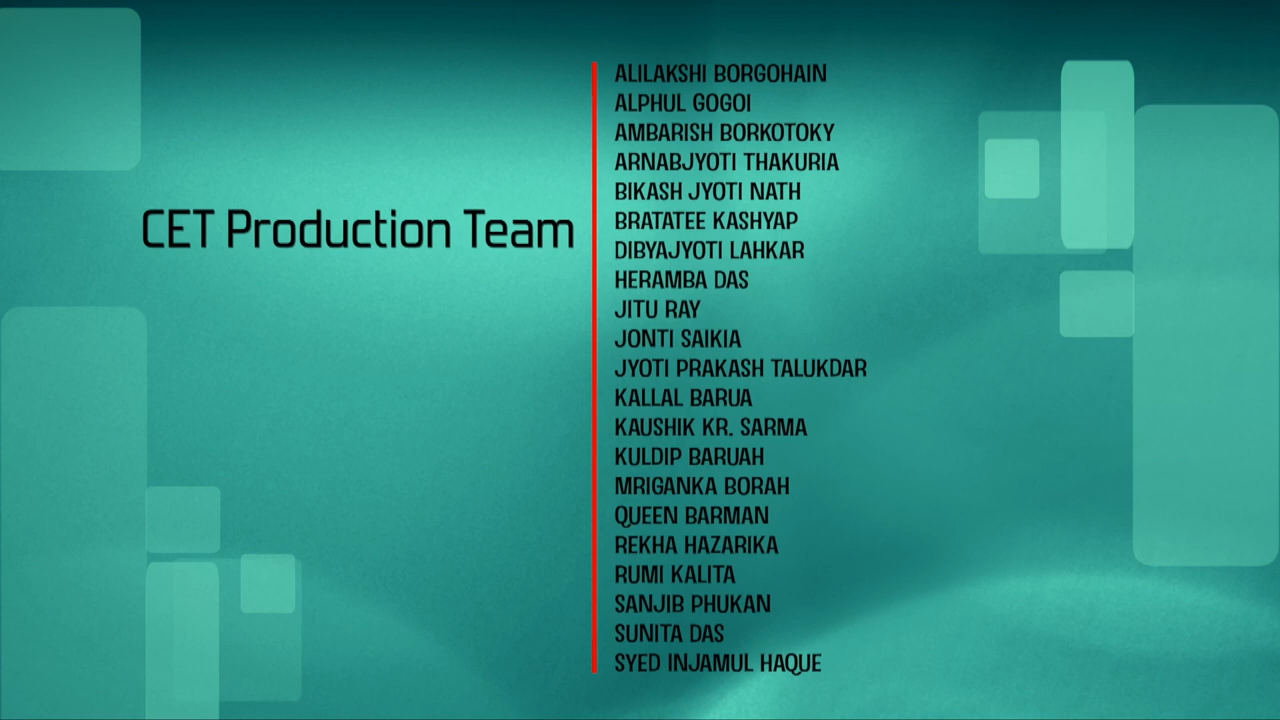 CET Production Team
ALILAKSHI BORGOHAIN
ALPHUL GOGOI
AMBARISH BORKOTOKY
ARNABJYOTI THAKURIA
BIKASH JYOTI NATH
BRATATEE KASHYAP
DIBYAJYOTI LAHKAR
HERAMBA DAS
JITU RAY
JONTI SAIKIA
JYOTI PRAKASH TALUKDAR
KALLAL BARUA
KAUSHIK KR. SARMA
KULDIP BARUAH
MRIGANKA BORAH
QUEEN BARMAN
REKHA HAZARIKA
RUMI KALITA
SANJIB PHUKAN
SUNITA DAS
SYED INJAMUL HAQUE